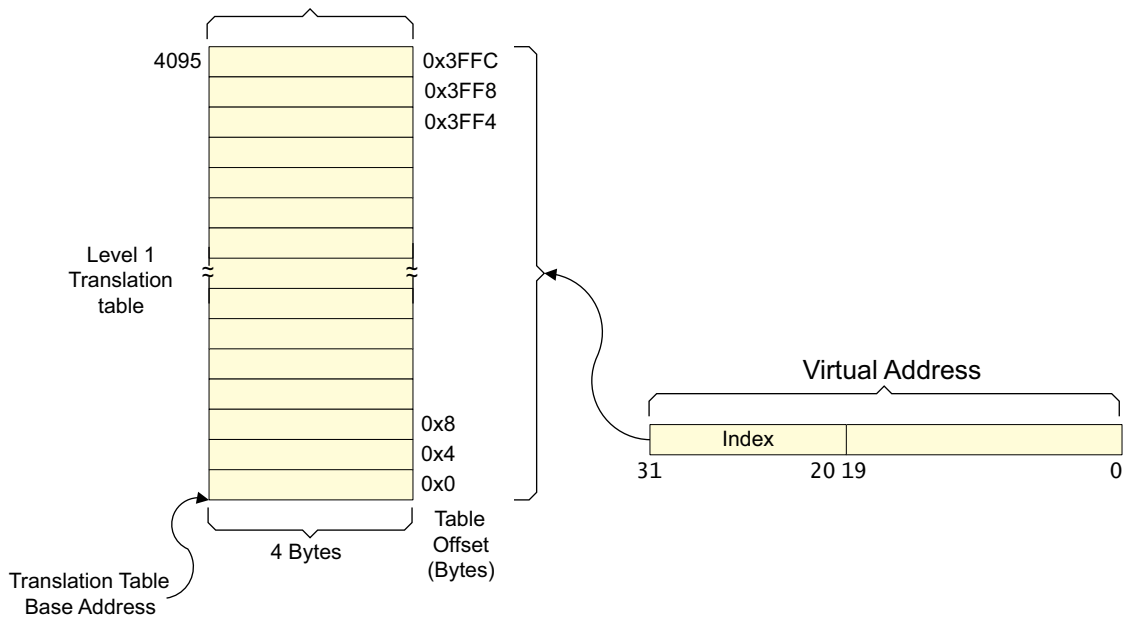 4095
0x3FFC
0x3FF8
0x3FF4
Level 1
Translation
table
0x8
0x4
0x0
4 Bytes
Table
Offset
(Bytes)
Translation Table
Base Address
Virtual Address
Index
31
20 19
0